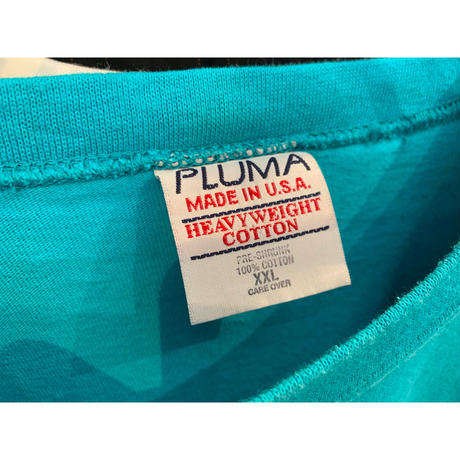 PLUMA
MADE IN U.S.A.
HEAVYWEIGHT
COTTON
PRE-SHRUNK
100% COTTON
XXL
CARE OVER